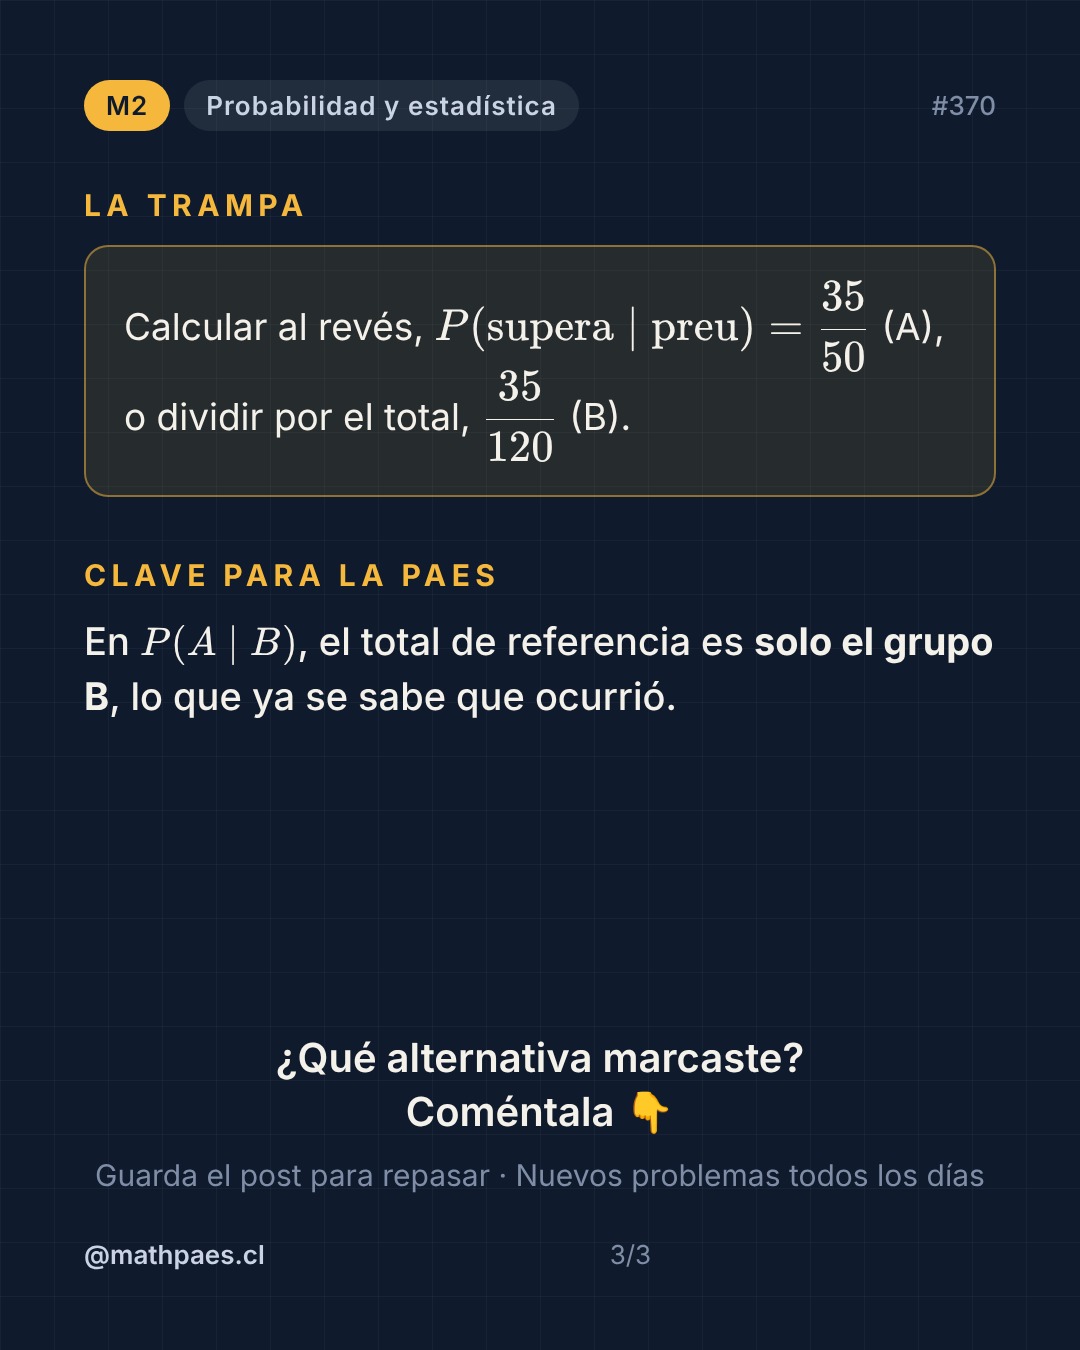 M2 Probabilidad y estadística #370
LA TRAMPA
Calcular al revés, P(supera | preu) = 35/50 (A),
o dividir por el total, 35/120 (B).
CLAVE PARA LA PAES
En P(A | B), el total de referencia es solo el grupo
B, lo que ya se sabe que ocurrió.
¿Qué alternativa marcaste?
Coméntala 👇
Guarda el post para repasar · Nuevos problemas todos los días
@mathpaes.cl 3/3